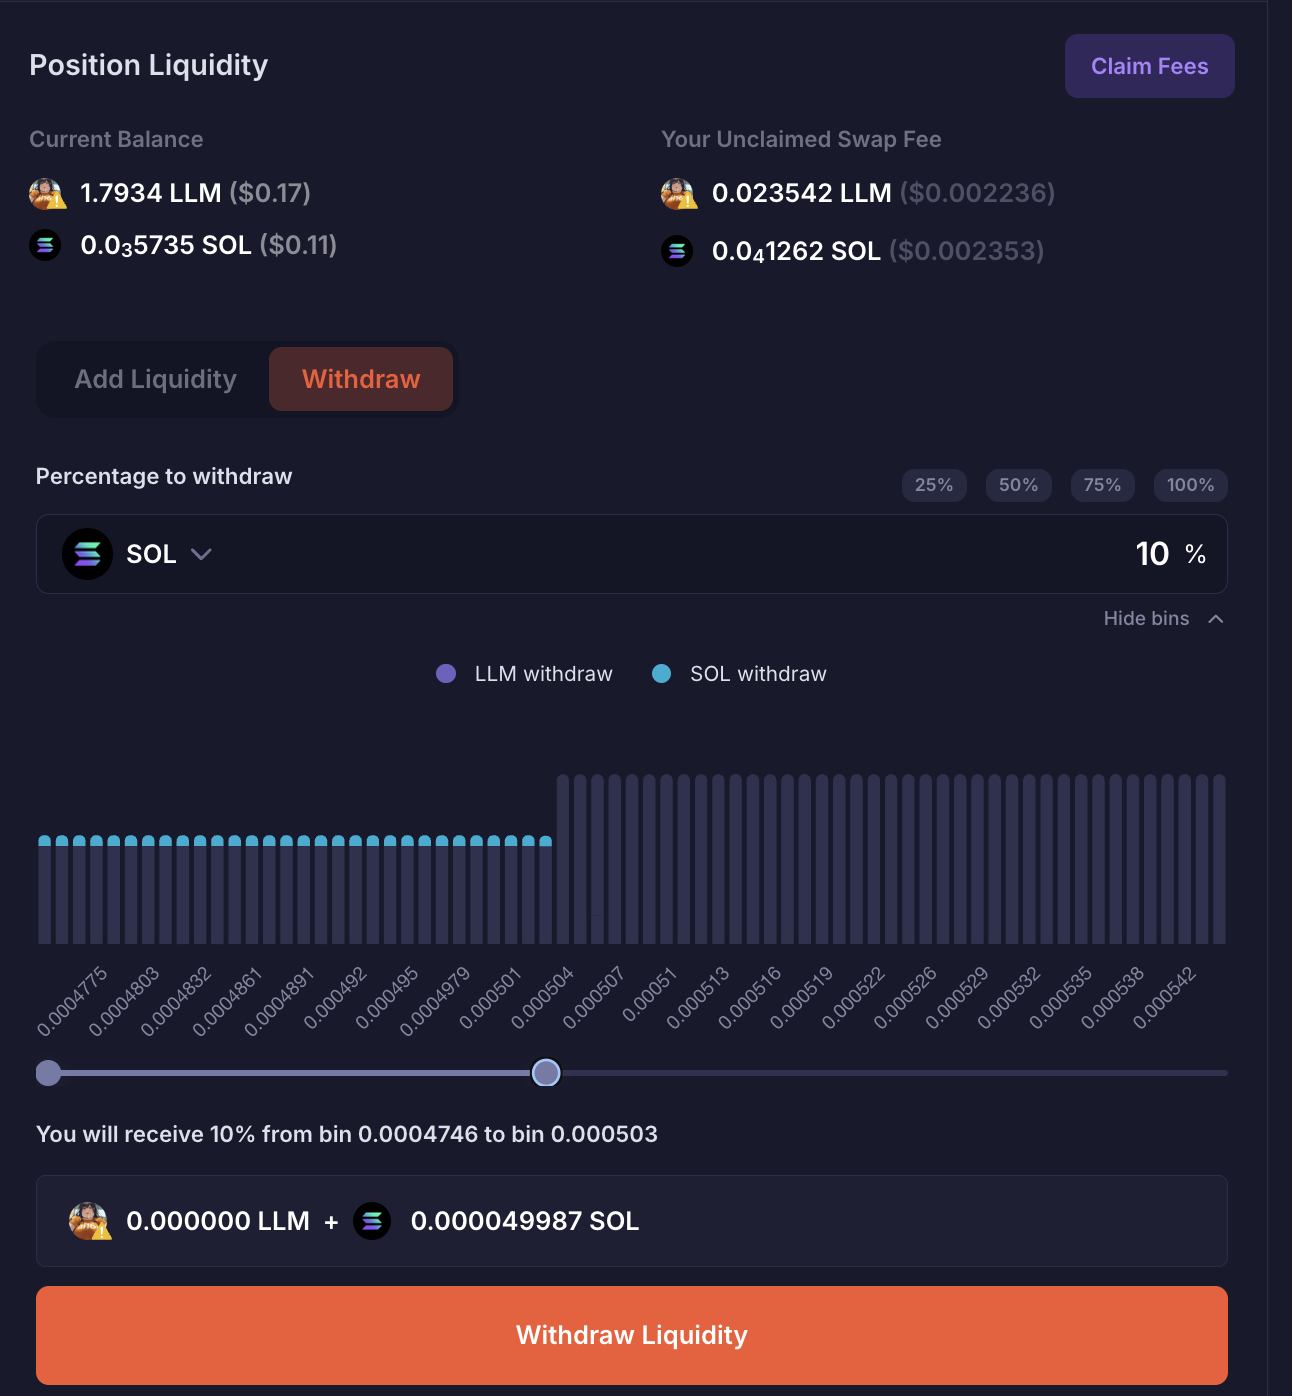 Position Liquidity
Claim Fees
Current Balance
Your Unclaimed Swap Fee
1.7934 LLM ($0.17)
0.023542 LLM ($0.002236)
0.0₃5735 SOL ($0.11)
0.0₄1262 SOL ($0.002353)
Add Liquidity
Withdraw
Percentage to withdraw
25%
50%
75%
100%
SOL
10 %
Hide bins
LLM withdraw
SOL withdraw
0.0004775
0.0004803
0.0004832
0.0004861
0.0004891
0.000492
0.000495
0.0004979
0.000501
0.000504
0.000507
0.00051
0.000513
0.000516
0.000519
0.000522
0.000526
0.000529
0.000532
0.000535
0.000538
0.000542
You will receive 10% from bin 0.0004746 to bin 0.000503
0.000000 LLM + 0.000049987 SOL
Withdraw Liquidity